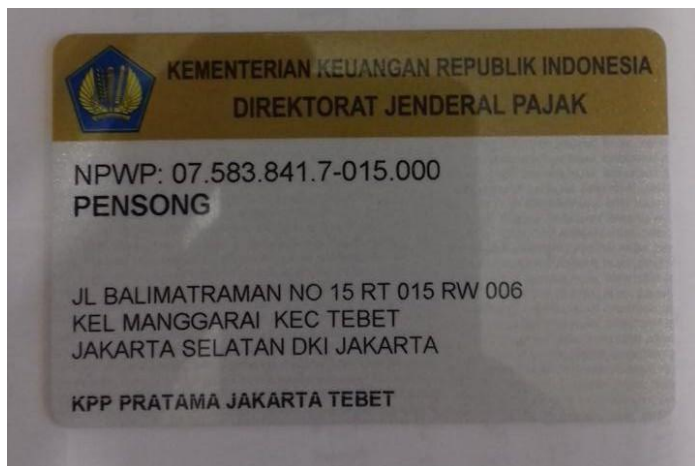 KEMENTERIAN KEUANGAN REPUBLIK INDONESIA
DIREKTORAT JENDERAL PAJAK
NPWP: 07.583.841.7-015.000
PENSONG
JL BALIMATRAMAN NO 15 RT 015 RW 006
KEL MANGGARAI KEC TEBET
JAKARTA SELATAN DKI JAKARTA
KPP PRATAMA JAKARTA TEBET